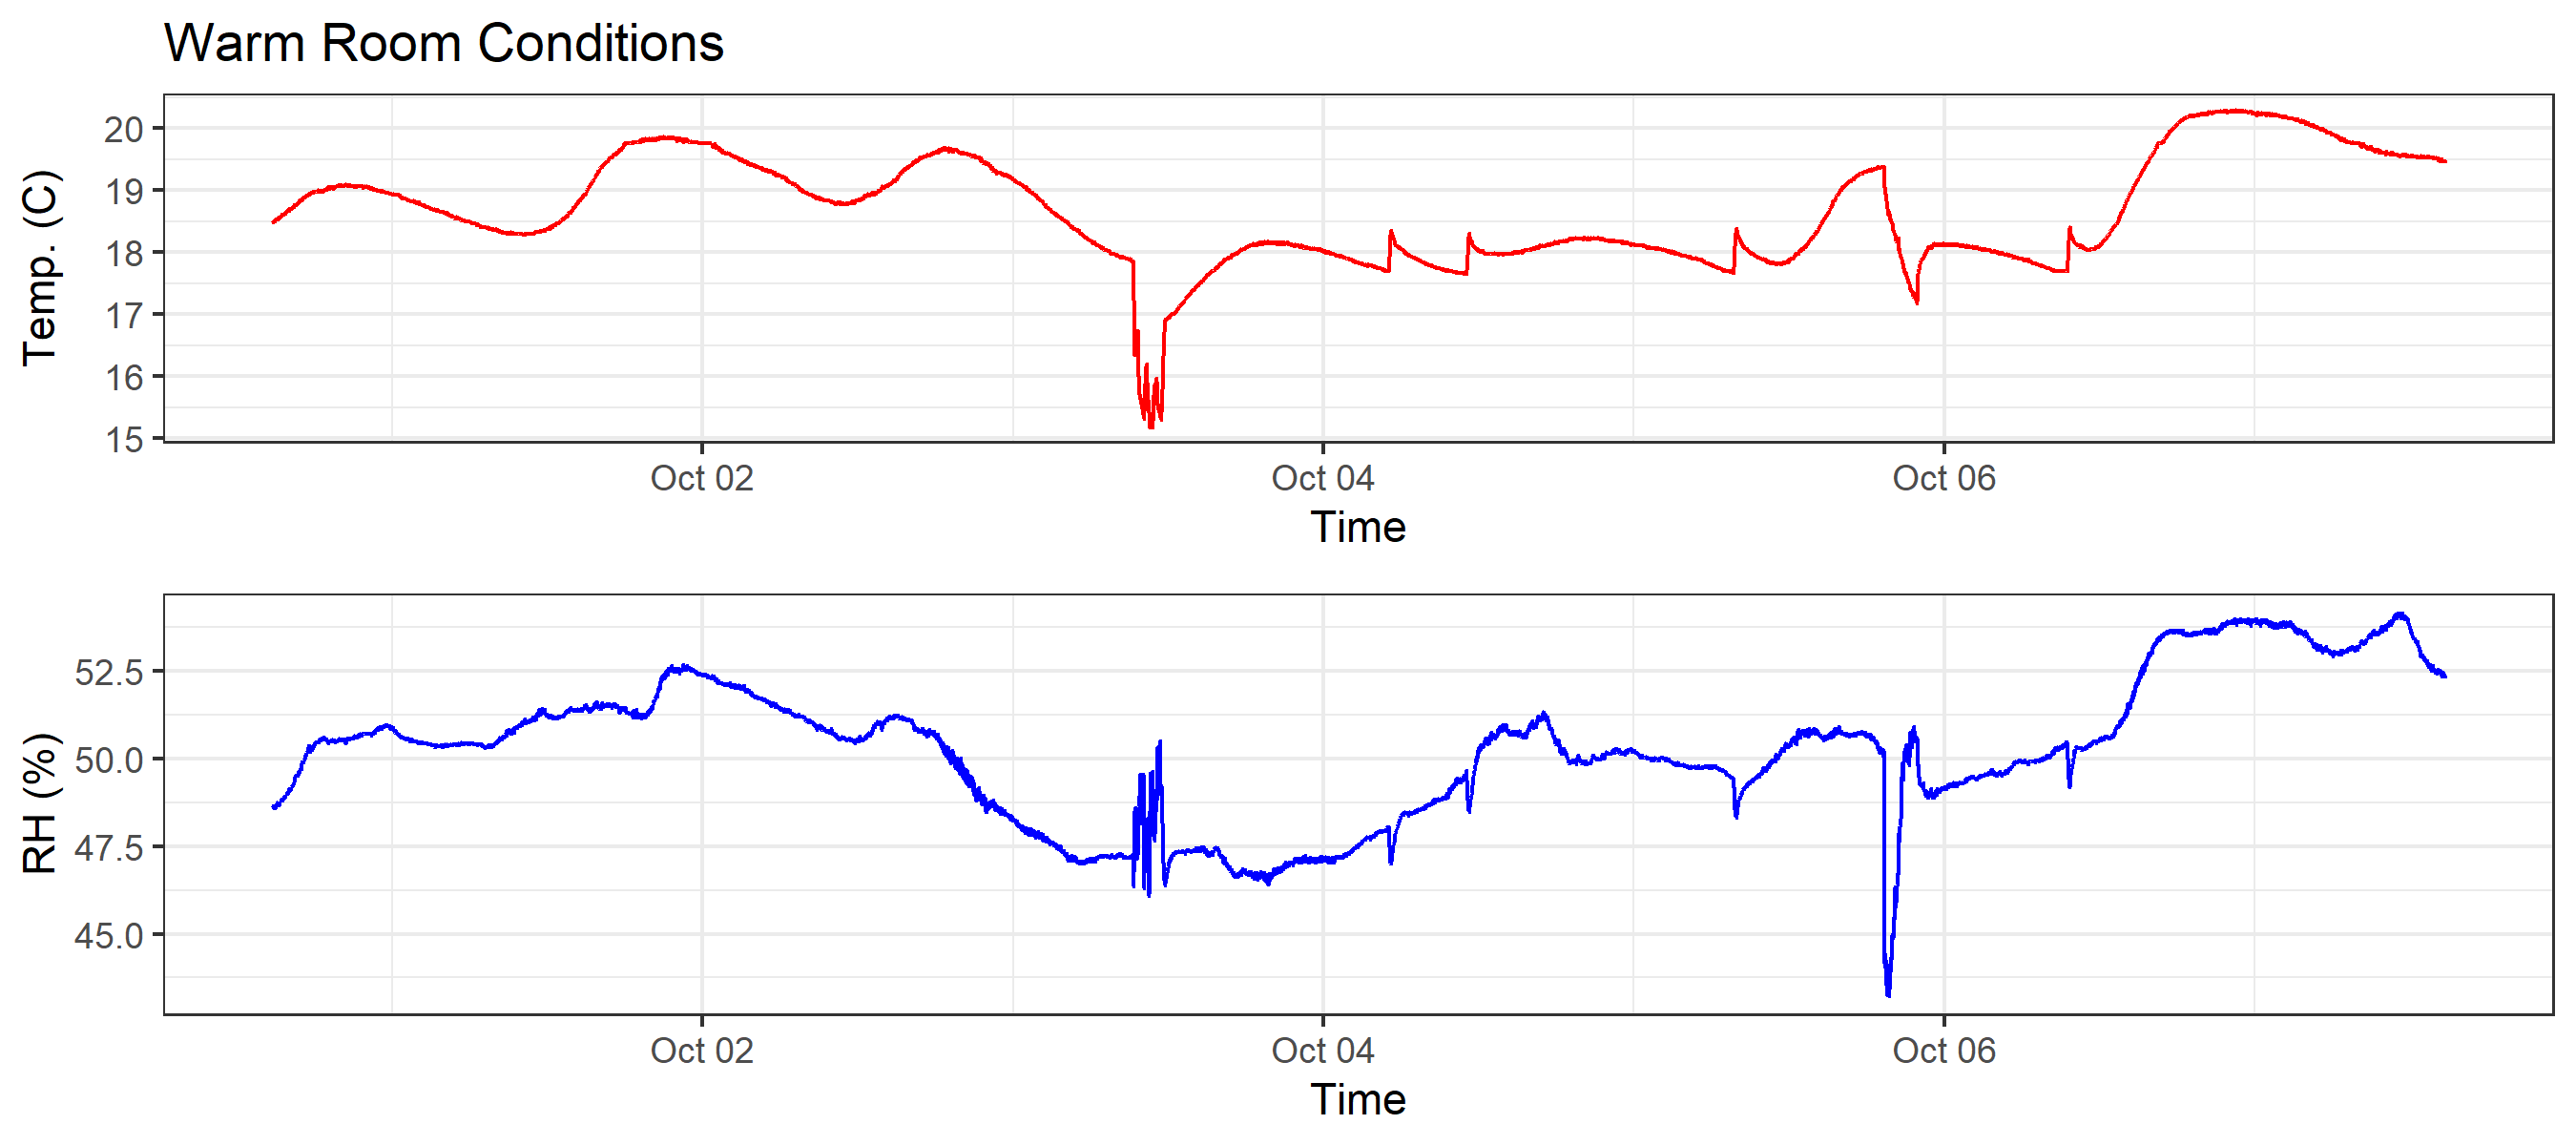 Warm Room Conditions
Temp. (C)
20
19
18
17
16
15
Oct 02 Oct 04 Oct 06
Time
RH (%)
52.5
50.0
47.5
45.0
Oct 02 Oct 04 Oct 06
Time